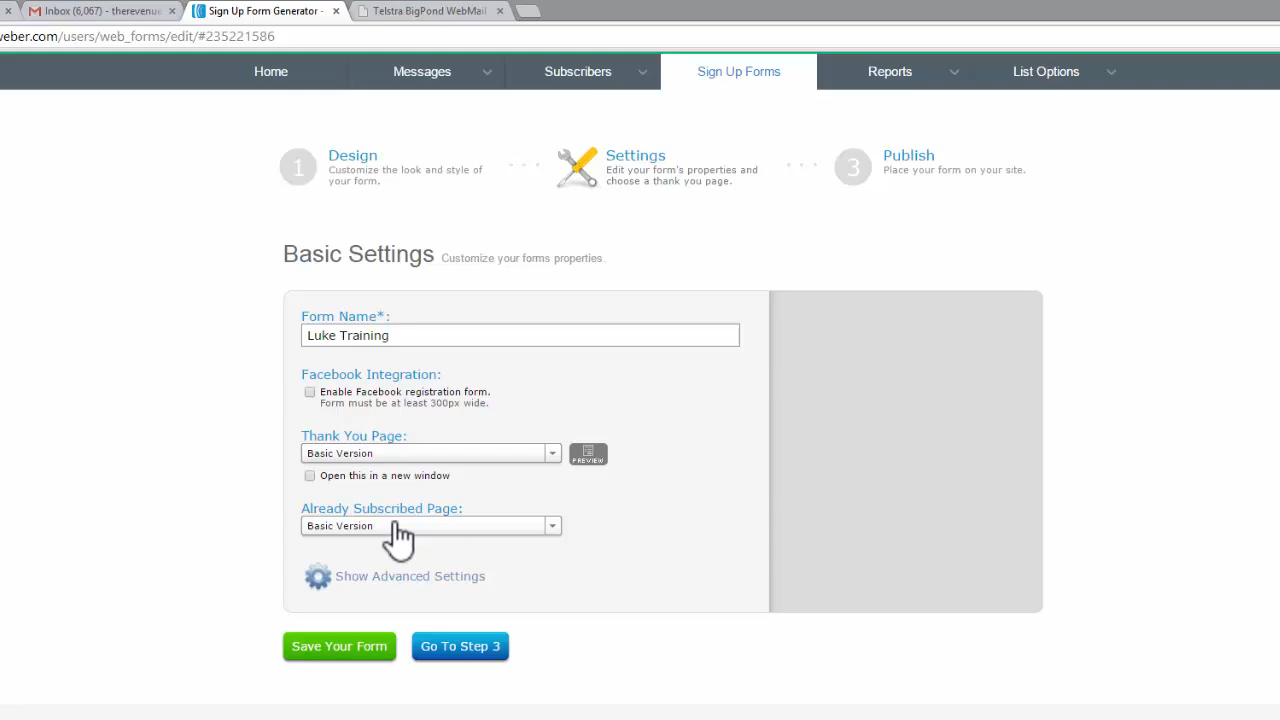 Inbox (6,067) - therevenue
Sign Up Form Generator -
Telstra BigPond WebMail
weber.com/users/web_forms/edit/#235221586
Home
Messages
Subscribers
Sign Up Forms
Reports
List Options
1
Design
Customize the look and style of
your form.
Settings
Edit your form's properties and
choose a thank you page.
3
Publish
Place your form on your site.
Basic Settings Customize your forms properties.
Form Name*:
Luke Training
Facebook Integration:
Enable Facebook registration form.
Form must be at least 300px wide.
Thank You Page:
Basic Version
PREVIEW
Open this in a new window
Already Subscribed Page:
Basic Version
Show Advanced Settings
Save Your Form
Go To Step 3